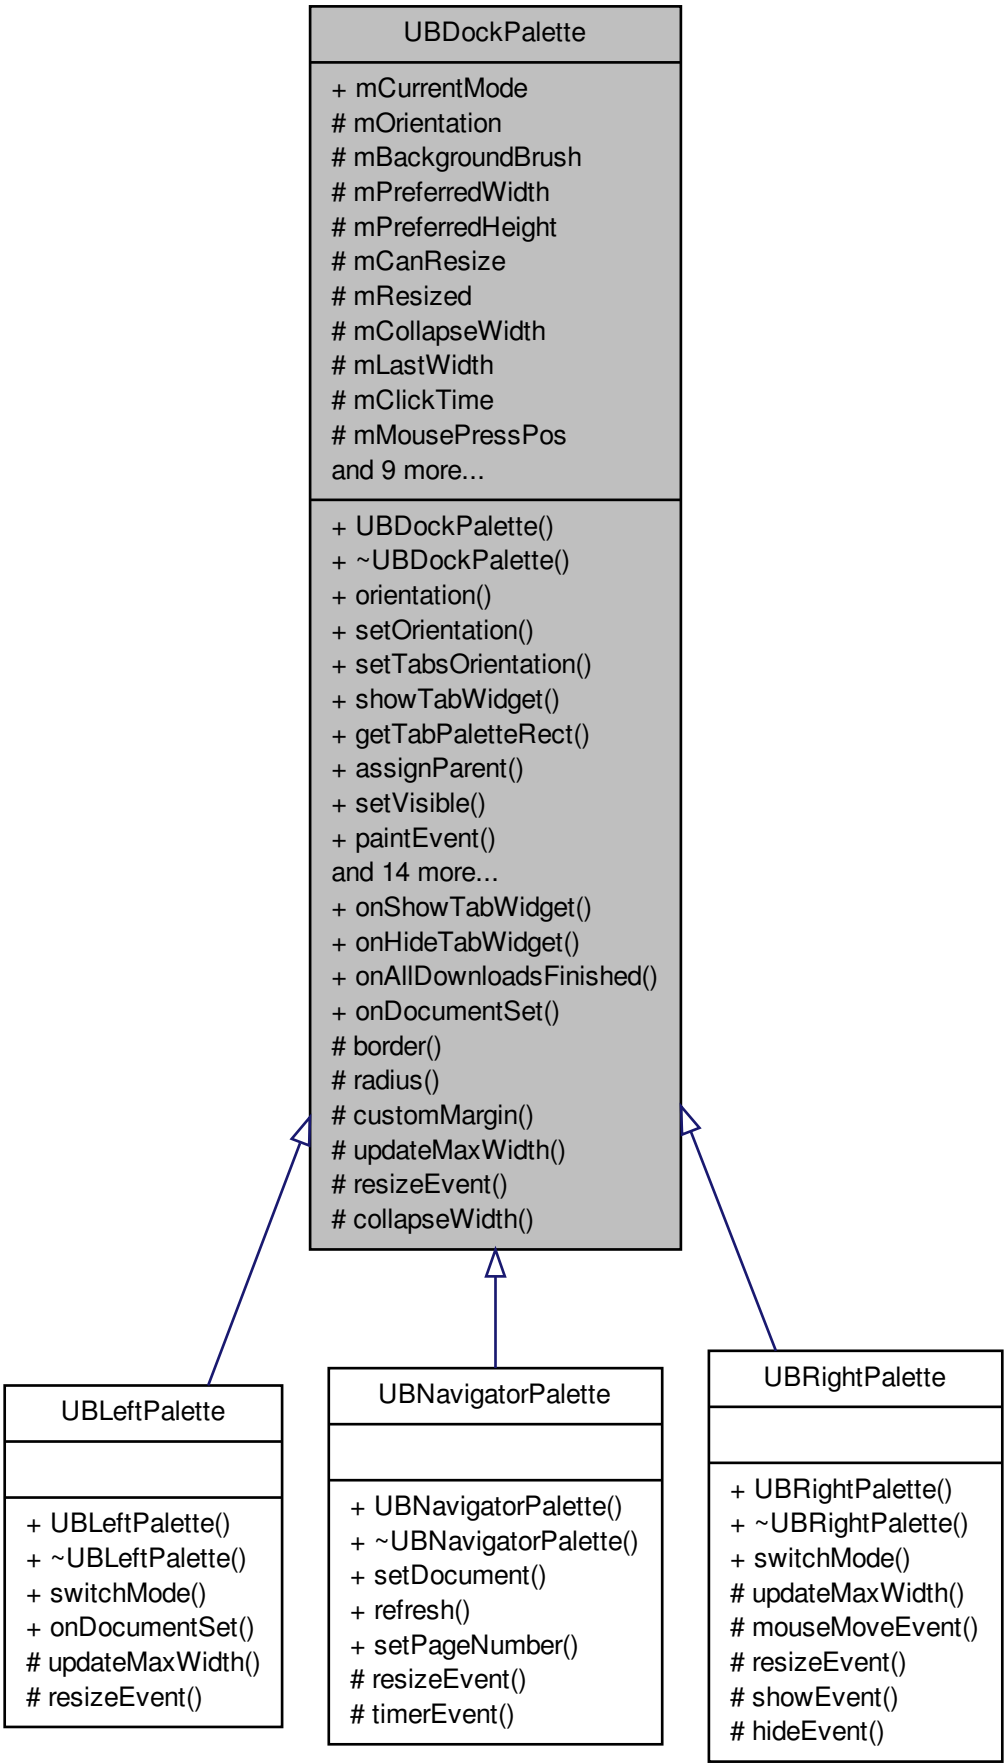 UBDockPalette
+ mCurrentMode
# mOrientation
# mBackgroundBrush
# mPreferredWidth
# mPreferredHeight
# mCanResize
# mResized
# mCollapseWidth
# mLastWidth
# mClickTime
# mMousePressPos
and 9 more...
+ UBDockPalette()
+ ~UBDockPalette()
+ orientation()
+ setOrientation()
+ setTabsOrientation()
+ showTabWidget()
+ getTabPaletteRect()
+ assignParent()
+ setVisible()
+ paintEvent()
and 14 more...
+ onShowTabWidget()
+ onHideTabWidget()
+ onAllDownloadsFinished()
+ onDocumentSet()
# border()
# radius()
# customMargin()
# updateMaxWidth()
# resizeEvent()
# collapseWidth()
UBLeftPalette
+ UBLeftPalette()
+ ~UBLeftPalette()
+ switchMode()
+ onDocumentSet()
# updateMaxWidth()
# resizeEvent()
UBNavigatorPalette
+ UBNavigatorPalette()
+ ~UBNavigatorPalette()
+ setDocument()
+ refresh()
+ setPageNumber()
# resizeEvent()
# timerEvent()
UBRightPalette
+ UBRightPalette()
+ ~UBRightPalette()
+ switchMode()
# updateMaxWidth()
# mouseMoveEvent()
# resizeEvent()
# showEvent()
# hideEvent()